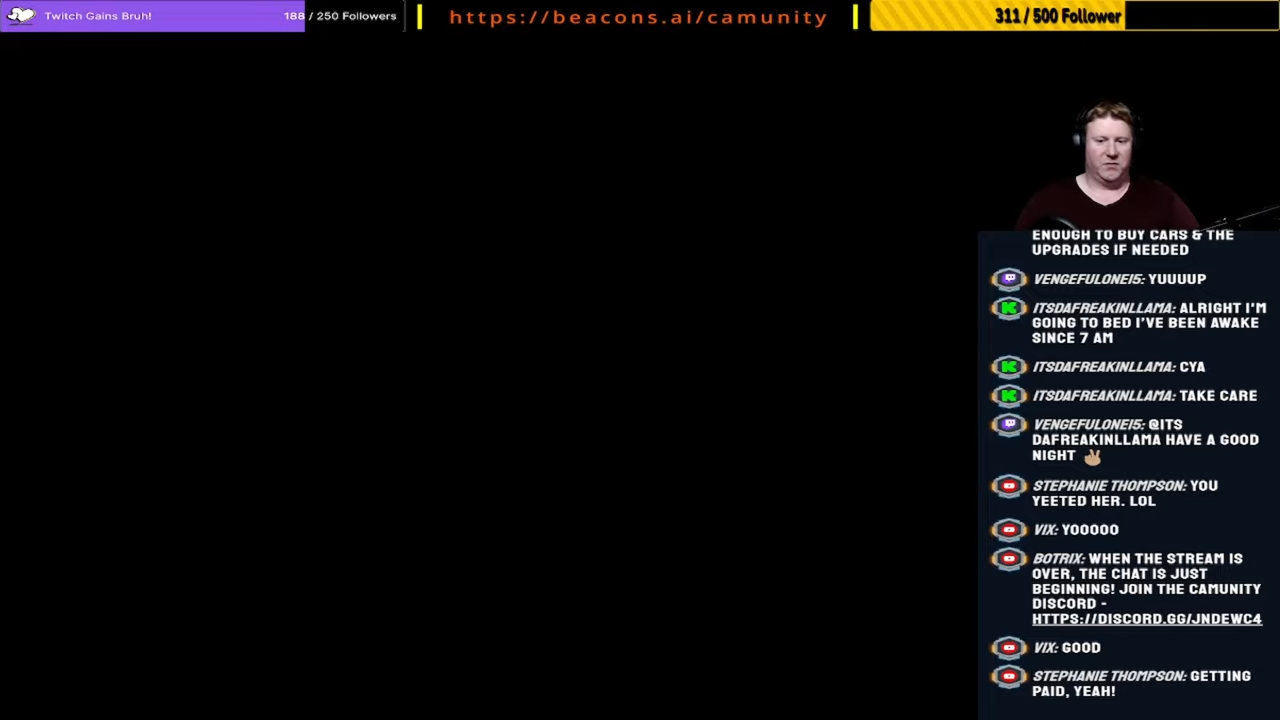 Twitch Gains Bruh!
188 / 250 Followers
https://beacons.ai/camunity
311 / 500 Follower
ENOUGH TO BUY CARS & THE
UPGRADES IF NEEDED
VENGEFULONE15: YUUUUP
ITSDAFREAKINLLAMA: ALRIGHT I'M
GOING TO BED I'VE BEEN AWAKE
SINCE 7 AM
ITSDAFREAKINLLAMA: CYA
ITSDAFREAKINLLAMA: TAKE CARE
VENGEFULONE15: @ITS
DAFREAKINLLAMA HAVE A GOOD
NIGHT ✌🏼
STEPHANIE THOMPSON: YOU
YEETED HER. LOL
VIX: YOOOOO
BOTRIX: WHEN THE STREAM IS
OVER, THE CHAT IS JUST
BEGINNING! JOIN THE CAMUNITY
DISCORD -
HTTPS://DISCORD.GG/JNDEWC4
VIX: GOOD
STEPHANIE THOMPSON: GETTING
PAID, YEAH!